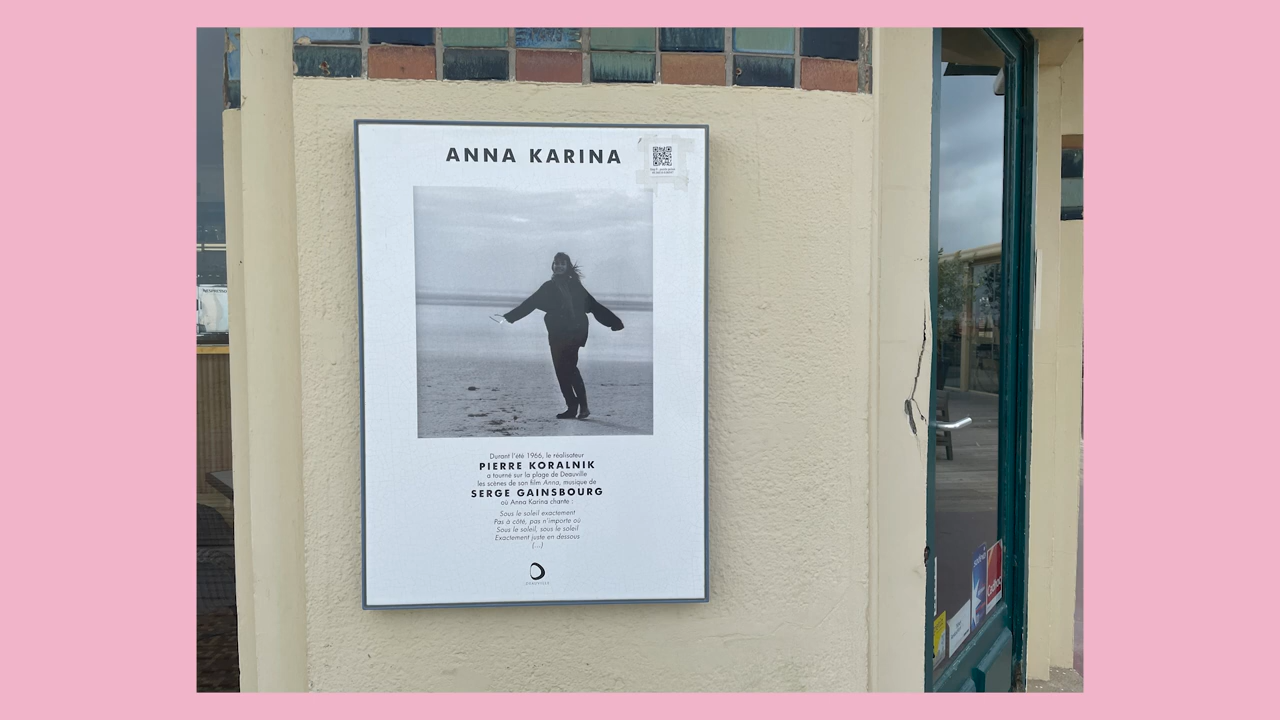 ANNA KARINA
Durant l'été 1966, le réalisateur
PIERRE KORALNIK
a tourné sur la plage de Deauville
les scènes de son film Anna, musique de
SERGE GAINSBOURG
où Anna Karina chante :
Sous le soleil exactement
Pas à côté, pas n'importe où
Sous le soleil, sous le soleil
Exactement juste en dessous
(...)
DEAUVILLE